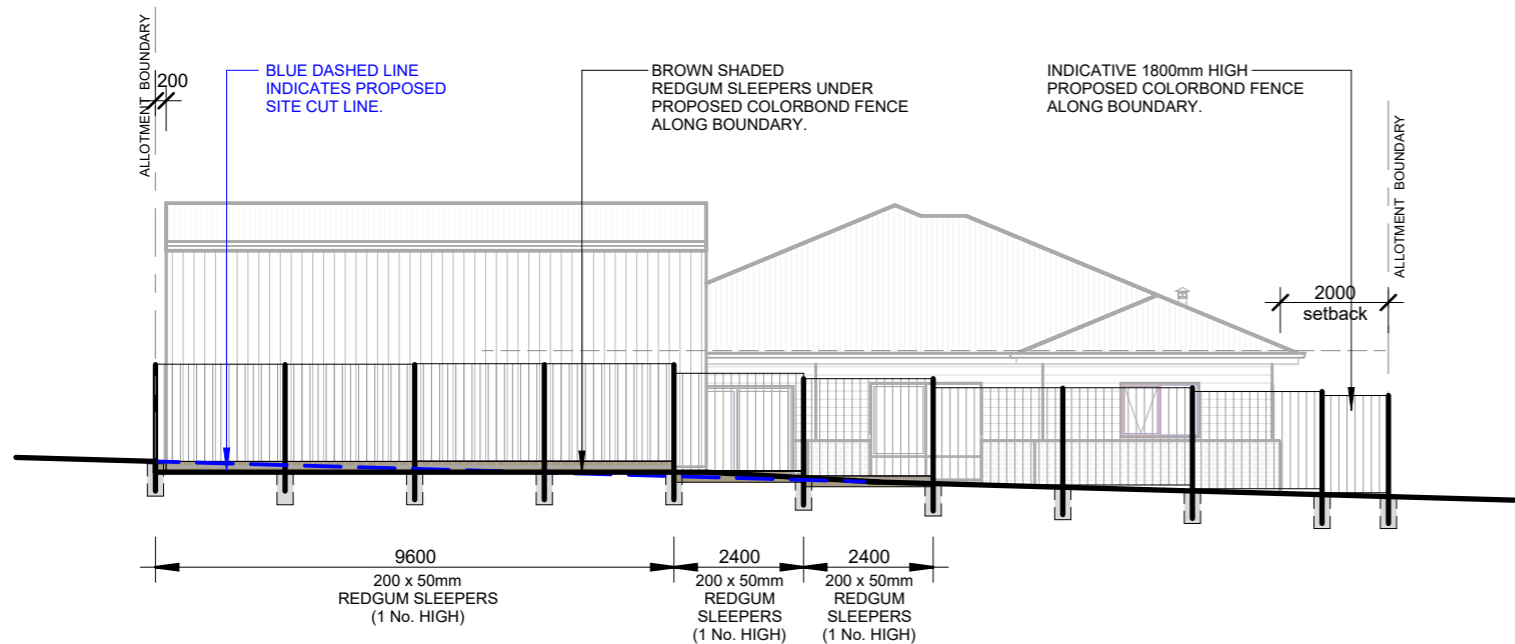 ALLOTMENT BOUNDARY
200
BLUE DASHED LINE
INDICATES PROPOSED
SITE CUT LINE.
BROWN SHADED
REDGUM SLEEPERS UNDER
PROPOSED COLORBOND FENCE
ALONG BOUNDARY.
INDICATIVE 1800mm HIGH
PROPOSED COLORBOND FENCE
ALONG BOUNDARY.
ALLOTMENT BOUNDARY
2000
setback
9600
200 x 50mm
REDGUM SLEEPERS
(1 No. HIGH)
2400
200 x 50mm
REDGUM
SLEEPERS
(1 No. HIGH)
2400
200 x 50mm
REDGUM
SLEEPERS
(1 No. HIGH)